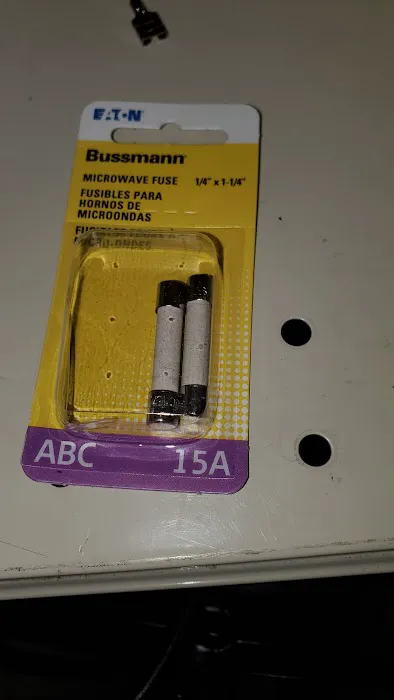 EATON
Bussmann
MICROWAVE FUSE 1/4" x 1-1/4"
FUSIBLES PARA
HORNOS DE
MICROONDAS
ABC 15A